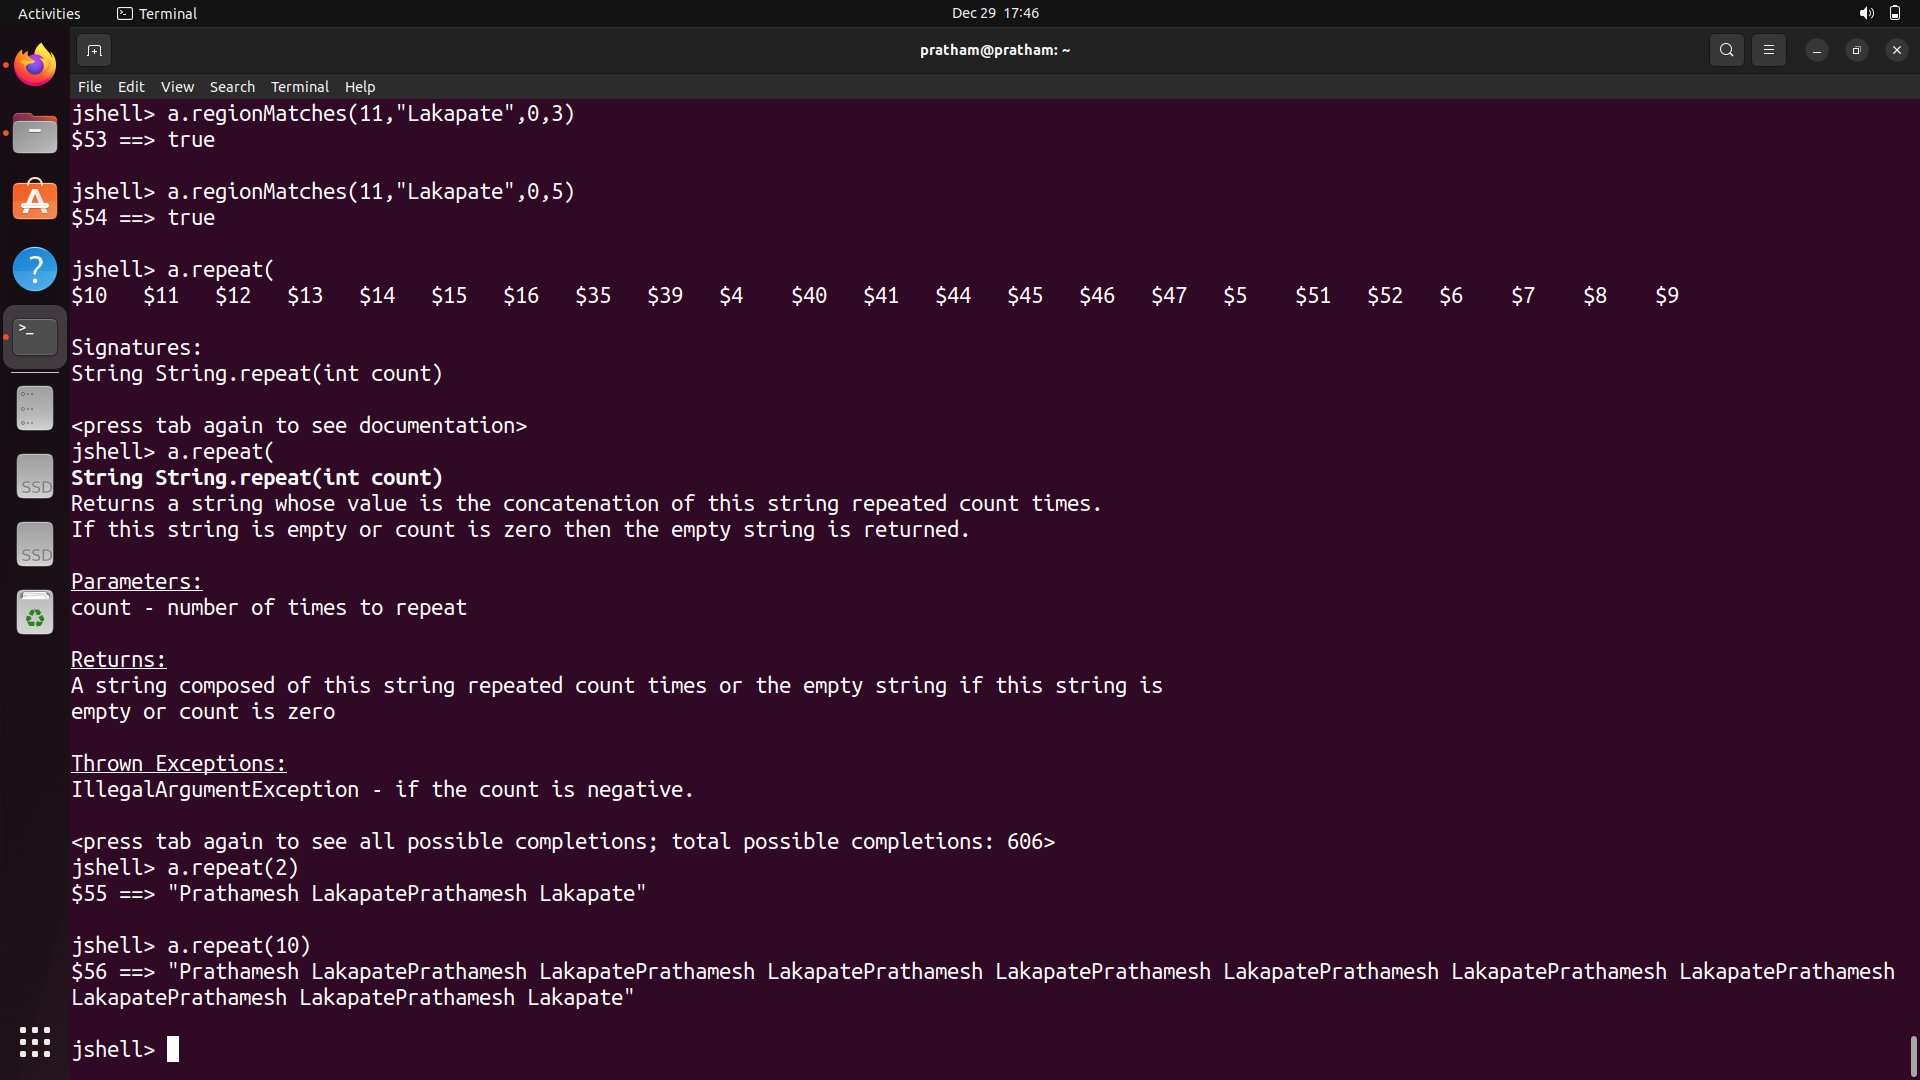 Activities
Terminal
Dec 29 17:46
pratham@pratham: ~
File Edit View Search Terminal Help
jshell> a.regionMatches(11,"Lakapate",0,3)
$53 ==> true
jshell> a.regionMatches(11,"Lakapate",0,5)
$54 ==> true
jshell> a.repeat(
$10 $11 $12 $13 $14 $15 $16 $35 $39 $4 $40 $41 $44 $45 $46 $47 $5 $51 $52 $6 $7 $8 $9
Signatures:
String String.repeat(int count)
<press tab again to see documentation>
jshell> a.repeat(
String String.repeat(int count)
Returns a string whose value is the concatenation of this string repeated count times.
If this string is empty or count is zero then the empty string is returned.
Parameters:
count - number of times to repeat
Returns:
A string composed of this string repeated count times or the empty string if this string is
empty or count is zero
Thrown Exceptions:
IllegalArgumentException - if the count is negative.
<press tab again to see all possible completions; total possible completions: 606>
jshell> a.repeat(2)
$55 ==> "Prathamesh LakapatePrathamesh Lakapate"
jshell> a.repeat(10)
$56 ==> "Prathamesh LakapatePrathamesh LakapatePrathamesh LakapatePrathamesh LakapatePrathamesh LakapatePrathamesh LakapatePrathamesh LakapatePrathamesh
LakapatePrathamesh LakapatePrathamesh Lakapate"
jshell>
SSD
SSD